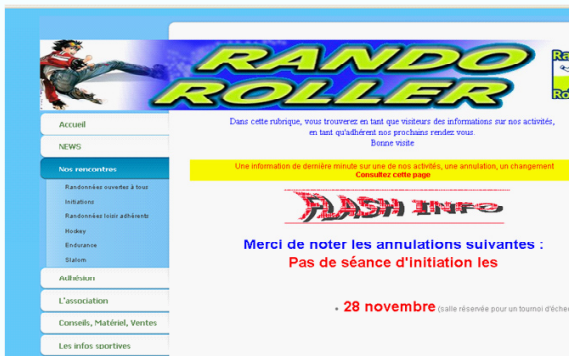 RANDO
ROLLER
Accueil
NEWS
Nos rencontres
Randonnées ouvertes à tous
Initiations
Randonnées loisir adhérents
Hockey
Endurance
Slalom
Adhésion
L'association
Conseils, Matériel, Ventes
Les infos sportives
Dans cette rubrique, vous trouverez en tant que visiteurs des informations sur nos activités,
en tant qu'adhérent nos prochains rendez vous.
Bonne visite
Une information de dernière minute sur une de nos activités, une annulation, un changement
Consultez cette page
FLASH INFO
Merci de noter les annulations suivantes :
Pas de séance d'initiation les
• 28 novembre (salle réservée pour un tournoi d'éche